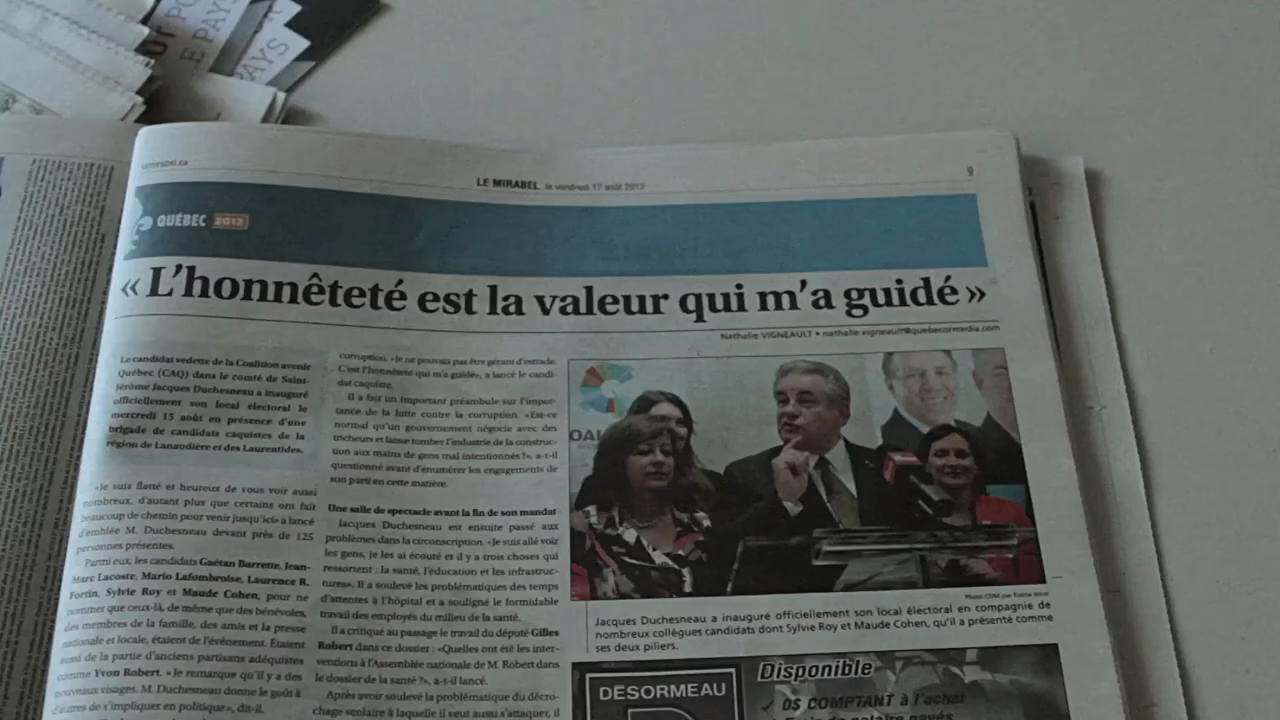 LE PAYS
PAYS
LE MIRABEL le vendredi 17 août 2012
9
QUÉBEC 2012
« L'honnêteté est la valeur qui m'a guidé »
Nathalie VIGNEAULT • nathalie.vigneault@quebecormedia.com
Le candidat vedette de la Coalition avenir
Québec (CAQ) dans le comté de Saint-
Jérôme Jacques Duchesneau a inauguré
officiellement son local électoral le
mercredi 15 août en présence d'une
brigade de candidats caquistes de la
région de Lanaudière et des Laurentides.
«Je suis flatté et heureux de vous voir aussi
nombreux, d'autant plus que certains ont fait
beaucoup de chemin pour venir jusqu'ici» a lancé
d'emblée M. Duchesneau devant près de 125
personnes présentes.
Parmi eux, les candidats Gaétan Barrette, Jean-
Marc Lacoste, Mario Laframboise, Laurence R.
Fortin, Sylvie Roy et Maude Cohen, pour ne
nommer que ceux-là, de même que des bénévoles,
des membres de la famille, des amis et la presse
nationale et locale, étaient de l'événement. Étaient
aussi de la partie d'anciens partisans adéquistes
comme Yvon Robert. «Je remarque qu'il y a des
nouveaux visages. M. Duchesneau donne le goût à
d'autres de s'impliquer en politique», dit-il.
corruption. «Je ne pouvais pas être gérant d'estrade.
C'est l'honnêteté qui m'a guidé», a lancé le candi-
dat caquiste.
Il a fait un important préambule sur l'impor-
tance de la lutte contre la corruption. «Est-ce
normal qu'un gouvernement négocie avec des
tricheurs et laisse tomber l'industrie de la construc-
tion aux mains de gens mal intentionnés?», a-t-il
questionné avant d'énumérer les engagements de
son parti en cette matière.
Une salle de spectacle avant la fin de son mandat
Jacques Duchesneau est ensuite passé aux
problèmes dans la circonscription. «Je suis allé voir
les gens, je les ai écouté et il y a trois choses qui
ressortent : la santé, l'éducation et les infrastruc-
tures». Il a soulevé les problématiques des temps
d'attentes à l'hôpital et a souligné le formidable
travail des employés du milieu de la santé.
Il a critiqué au passage le travail du député Gilles
Robert dans ce dossier : «Quelles ont été les inter-
ventions à l'Assemblée nationale de M. Robert dans
le dossier de la santé ?», a-t-il lancé.
Après avoir soulevé la problématique du décro-
chage scolaire à laquelle il veut aussi s'attaquer, il
OAL
Jacques Duchesneau a inauguré officiellement son local électoral en compagnie de
nombreux collègues candidats dont Sylvie Roy et Maude Cohen, qu'il a présenté comme
ses deux piliers.
DESORMEAU
Disponible
✓ 0$ COMPTANT à l'achat